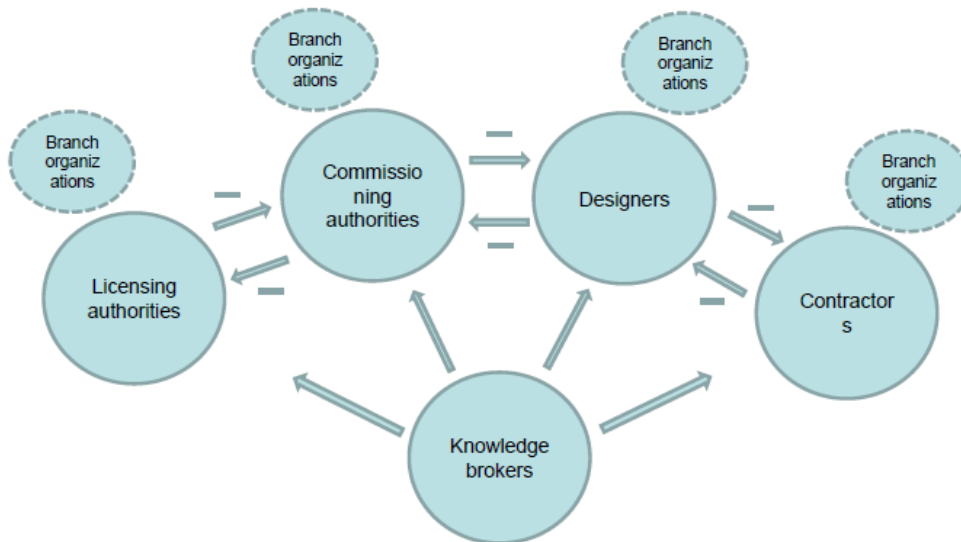 Branch
organiz
ations
Branch
organiz
ations
Branch
organiz
ations
Branch
organiz
ations
Commissio
ning
authorities
Designers
Licensing
authorities
Contractor
s
Knowledge
brokers